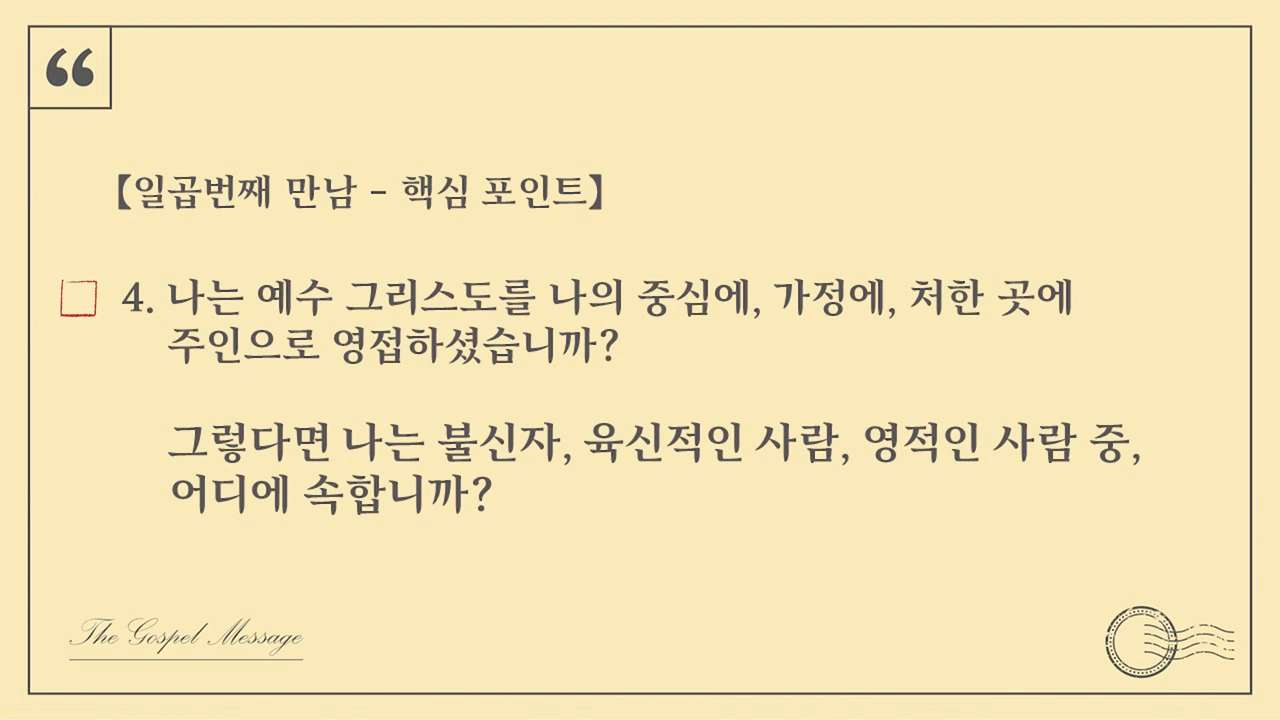 “
【일곱번째 만남 - 핵심 포인트】
4. 나는 예수 그리스도를 나의 중심에, 가정에, 처한 곳에
주인으로 영접하셨습니까?
그렇다면 나는 불신자, 육신적인 사람, 영적인 사람 중,
어디에 속합니까?
The Gospel Message